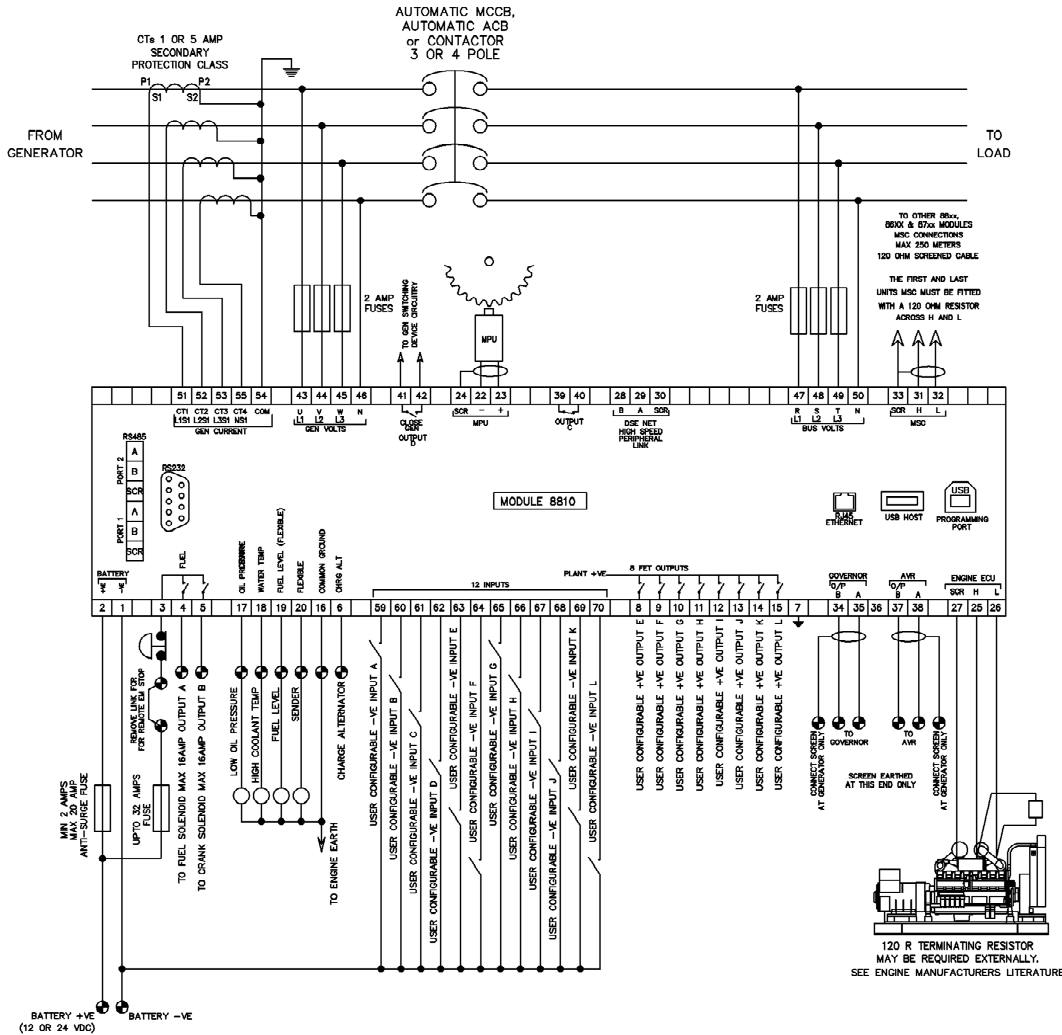 AUTOMATIC MCCB,
AUTOMATIC ACB
or CONTACTOR
3 OR 4 POLE
CTs 1 OR 5 AMP
SECONDARY
PROTECTION CLASS
P1 P2
S1 S2
FROM
GENERATOR
TO
LOAD
TO OTHER 86xx,
86XX & 87xx MODULES
MSC CONNECTIONS
MAX 250 METERS
120 OHM SCREENED CABLE
THE FIRST AND LAST
UNITS MSC MUST BE FITTED
WITH A 120 OHM RESISTOR
ACROSS H AND L
2 AMP
FUSES
TO GEN SWITCHING
DEVICE CIRCUITRY
MPU
2 AMP
FUSES
51 52 53 55 54 43 44 45 46 41 42 24 22 23 39 40 28 29 30 47 48 49 50 33 31 32
CT1 CT2 CT3 CT4 COM
L1S1 L2S1 L3S1 NS1
GEN CURRENT
U V W N
L1 L2 L3
GEN VOLTS
CLOSE
GEN
OUTPUT
D
SCR - +
MPU
OUTPUT
C
B A SCR
DSE NET
HIGH SPEED
PERIPHERAL
LINK
R S T N
L1 L2 L3
BUS VOLTS
SCR H L
MSC
RS485
PORT 2
A
B
SCR
PORT 1
A
B
SCR
RS232
MODULE 8810
RJ45
ETHERNET
USB HOST
USB
PROGRAMMING
PORT
BATTERY
+VE
-VE
FUEL
OIL PRESSURE
WATER TEMP
FUEL LEVEL (FLEXIBLE)
FLEXIBLE
COMMON GROUND
CHRG ALT
12 INPUTS
PLANT +VE
8 FET OUTPUTS
GOVERNOR
O/P
B A
AVR
O/P
B A
ENGINE ECU
SCR H L
2 1 3 4 5 17 18 19 20 16 6 59 60 61 62 63 64 65 66 67 68 69 70 8 9 10 11 12 13 14 15 7 34 35 36 37 38 27 25 26
MIN 2 AMPS
MAX 20 AMP
ANTI-SURGE FUSE
REMOVE LINK FOR
FOR REMOTE EM STOP
UPTO 32 AMPS
FUSE
TO FUEL SOLENOID MAX 16AMP OUTPUT A
TO CRANK SOLENOID MAX 16AMP OUTPUT B
LOW OIL PRESSURE
HIGH COOLANT TEMP
FUEL LEVEL
SENDER
TO ENGINE EARTH
CHARGE ALTERNATOR
USER CONFIGURABLE -VE INPUT A
USER CONFIGURABLE -VE INPUT B
USER CONFIGURABLE -VE INPUT C
USER CONFIGURABLE -VE INPUT D
USER CONFIGURABLE -VE INPUT E
USER CONFIGURABLE -VE INPUT F
USER CONFIGURABLE -VE INPUT G
USER CONFIGURABLE -VE INPUT H
USER CONFIGURABLE -VE INPUT I
USER CONFIGURABLE -VE INPUT J
USER CONFIGURABLE -VE INPUT K
USER CONFIGURABLE -VE INPUT L
USER CONFIGURABLE +VE OUTPUT E
USER CONFIGURABLE +VE OUTPUT F
USER CONFIGURABLE +VE OUTPUT G
USER CONFIGURABLE +VE OUTPUT H
USER CONFIGURABLE +VE OUTPUT I
USER CONFIGURABLE +VE OUTPUT J
USER CONFIGURABLE +VE OUTPUT K
USER CONFIGURABLE +VE OUTPUT L
CONNECT SCREEN
AT GENERATOR ONLY
TO
GOVERNOR
TO
AVR
CONNECT SCREEN
AT GENERATOR ONLY
SCREEN EARTHED
AT THIS END ONLY
120 R TERMINATING RESISTOR
MAY BE REQUIRED EXTERNALLY.
SEE ENGINE MANUFACTURERS LITERATURE
BATTERY +VE
(12 OR 24 VDC)
BATTERY -VE